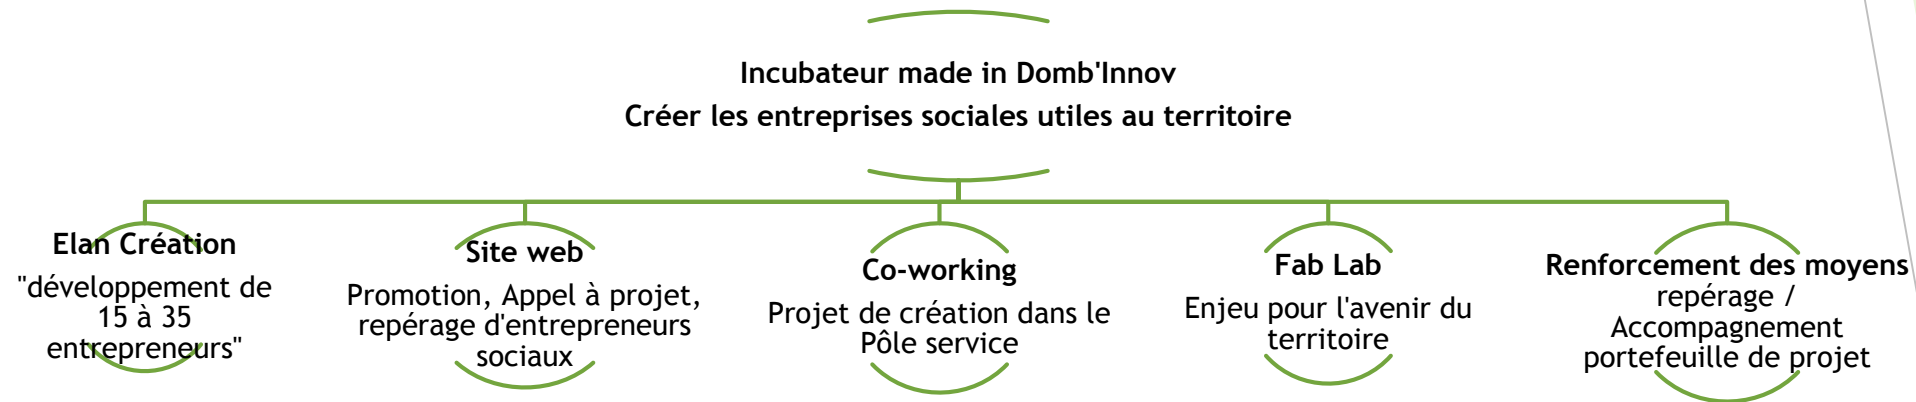 Incubateur made in Domb'Innov
Créer les entreprises sociales utiles au territoire
Elan Création
"développement de
15 à 35
entrepreneurs"
Site web
Promotion, Appel à projet,
repérage d'entrepreneurs
sociaux
Co-working
Projet de création dans le
Pôle service
Fab Lab
Enjeu pour l'avenir du
territoire
Renforcement des moyens
repérage /
Accompagnement
portefeuille de projet